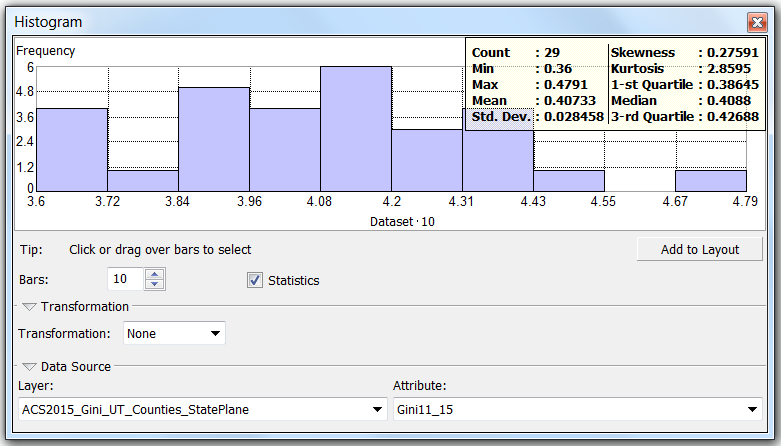 Histogram
Frequency
Count : 29 Skewness : 0.27591
Min : 0.36 Kurtosis : 2.8595
Max : 0.4791 1-st Quartile : 0.38645
Mean : 0.40733 Median : 0.4088
Std. Dev. : 0.028458 3-rd Quartile : 0.42688
6
4.8
3.6
2.4
1.2
0
3.6 3.72 3.84 3.96 4.08 4.2 4.31 4.43 4.55 4.67 4.79
Dataset·10
Tip: Click or drag over bars to select Add to Layout
Bars: 10 Statistics
Transformation
Transformation: None
Data Source
Layer: Attribute:
ACS2015_Gini_UT_Counties_StatePlane Gini11_15